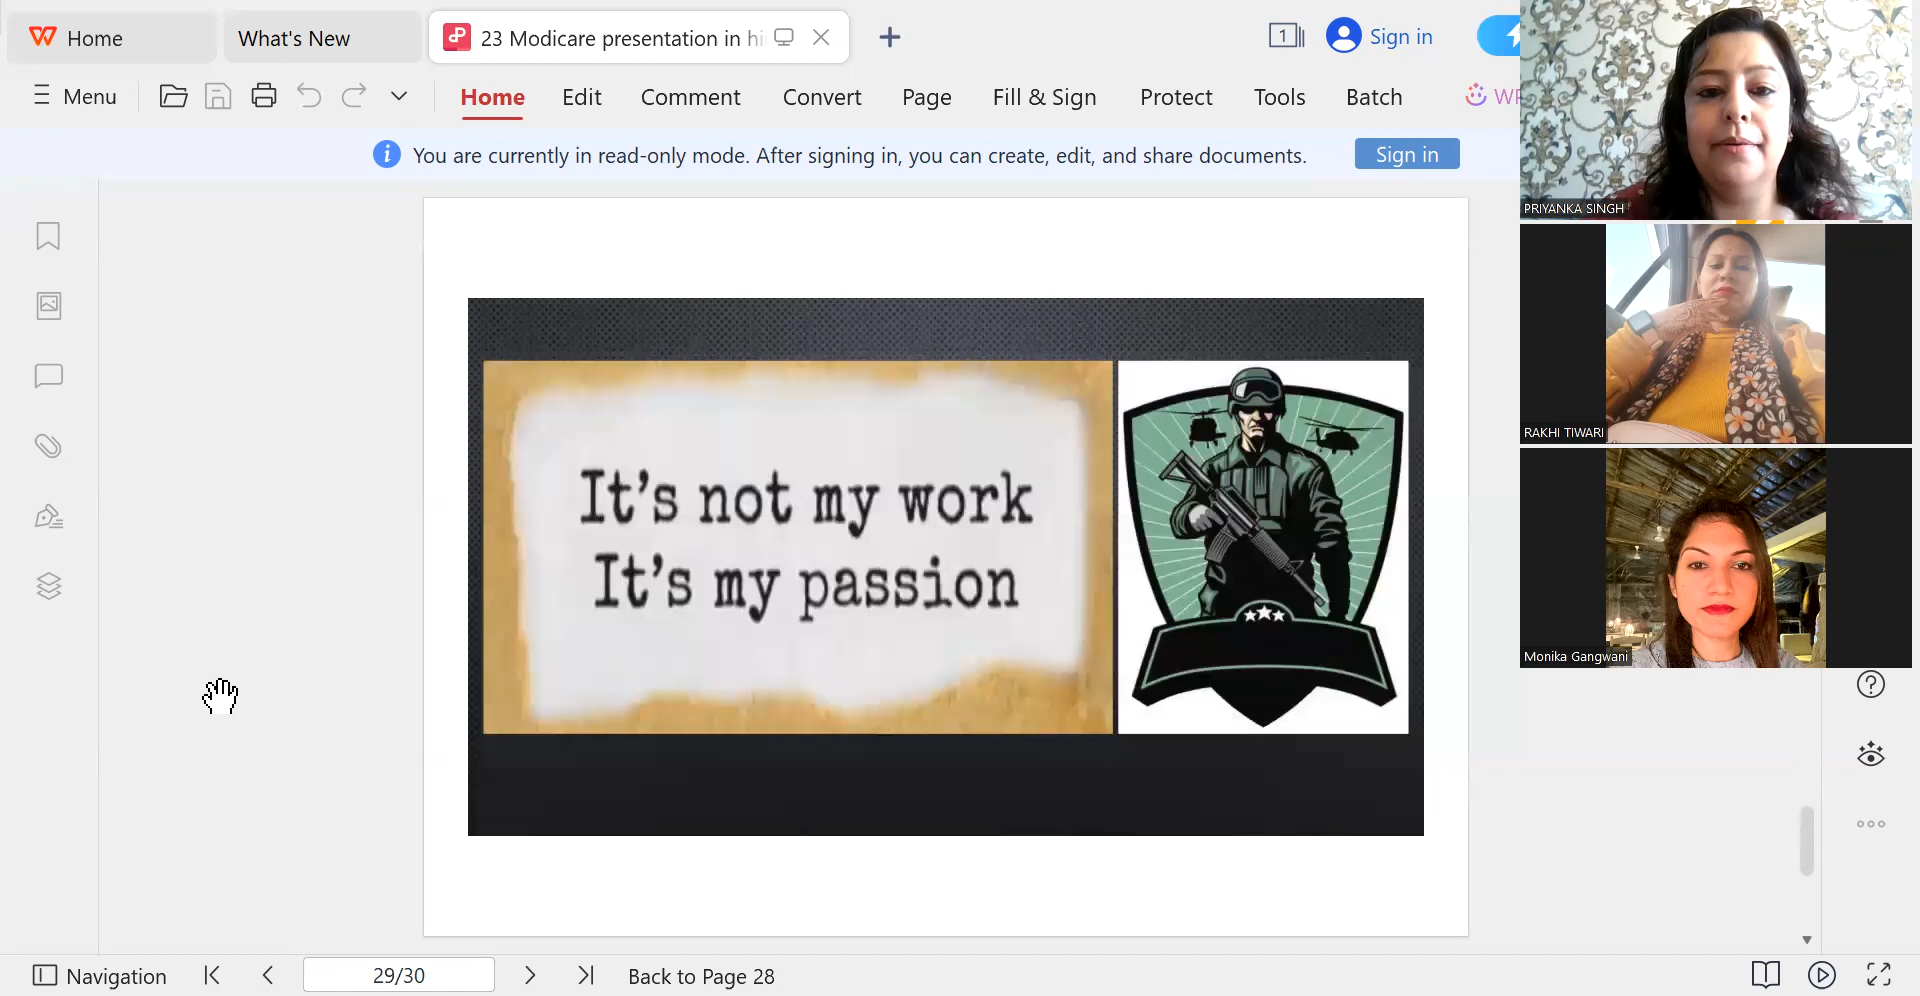 Home
What's New
23 Modicare presentation in hi
1
Sign in
Menu
Home
Edit
Comment
Convert
Page
Fill & Sign
Protect
Tools
Batch
You are currently in read-only mode. After signing in, you can create, edit, and share documents.
Sign in
It's not my work
It's my passion
PRIYANKA SINGH
RAKHI TIWARI
Monika Gangwani
Navigation
29/30
Back to Page 28